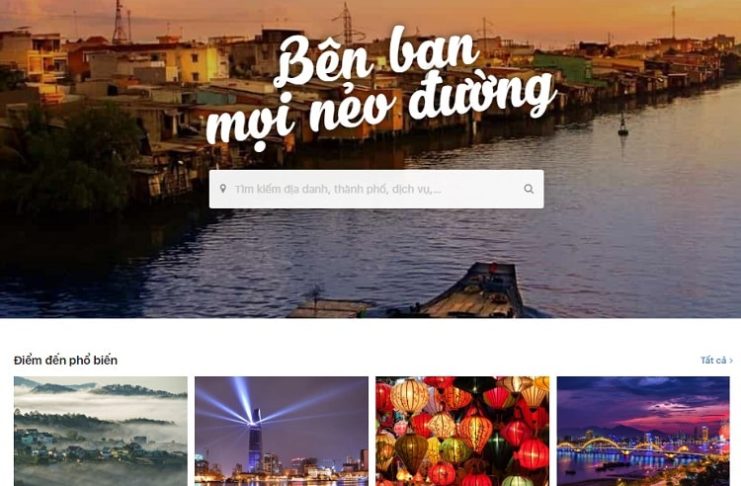 Bên bạn
mọi nẻo đường
Tìm kiếm địa danh, thành phố, dịch vụ,...
Điểm đến phổ biến
Tất cả >